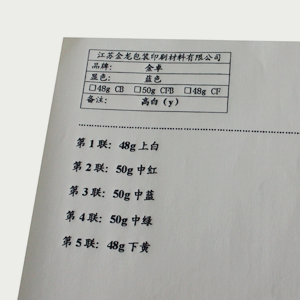 江苏金龙包装印刷材料有限公司
品牌: 金卓
显色: 蓝色
□48g CB □50g CFB □48g CF
备注: 高白（y）
第1联：48g上白
第2联：50g中红
第3联：50g中蓝
第4联：50g中绿
第5联：48g下黄